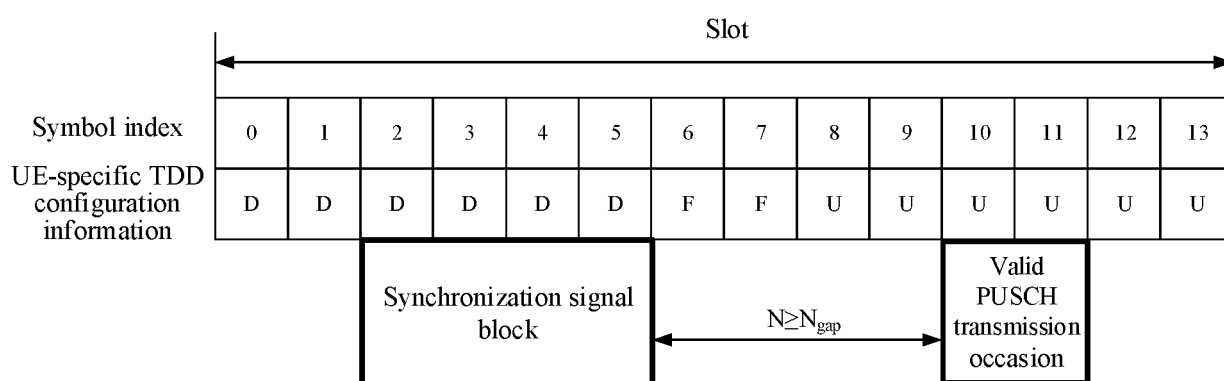 Slot
Symbol index 0 1 2 3 4 5 6 7 8 9 10 11 12 13
UE-specific TDD
configuration
information
D D D D D D F F U U U U U U
Synchronization signal
block
N≥Ngap
Valid
PUSCH
transmission
occasion